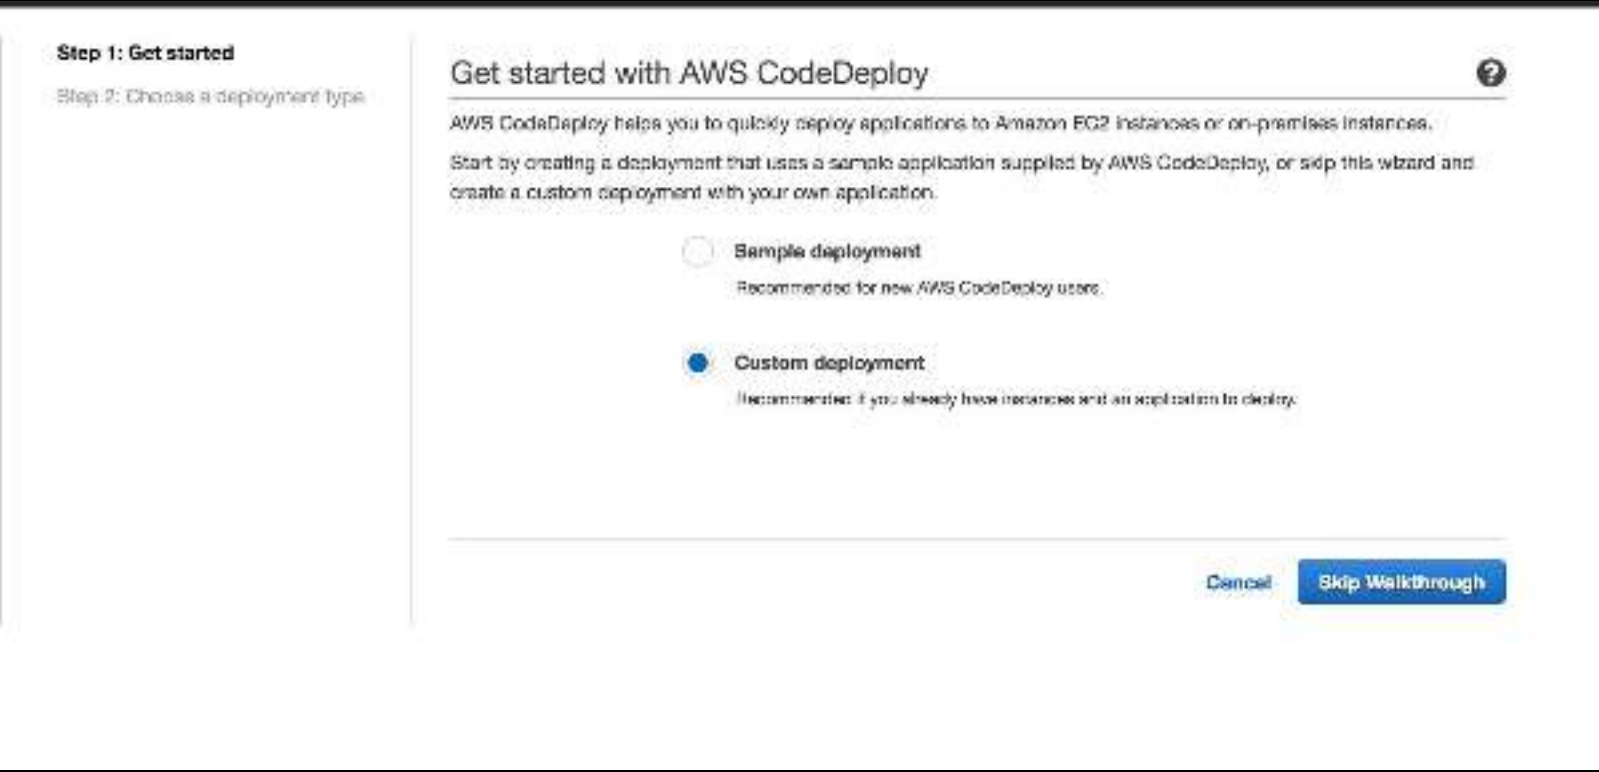 Step 1: Get started
Step 2: Choose a deployment type
Get started with AWS CodeDeploy
?
AWS CodeDeploy helps you to quickly deploy applications to Amazon EC2 instances or on-premises instances.
Start by creating a deployment that uses a sample application supplied by AWS CodeDeploy, or skip this wizard and
create a custom deployment with your own application.
Sample deployment
Recommended for new AWS CodeDeploy users.
Custom deployment
Recommended if you already have instances and an application to deploy.
Cancel
Skip Walkthrough